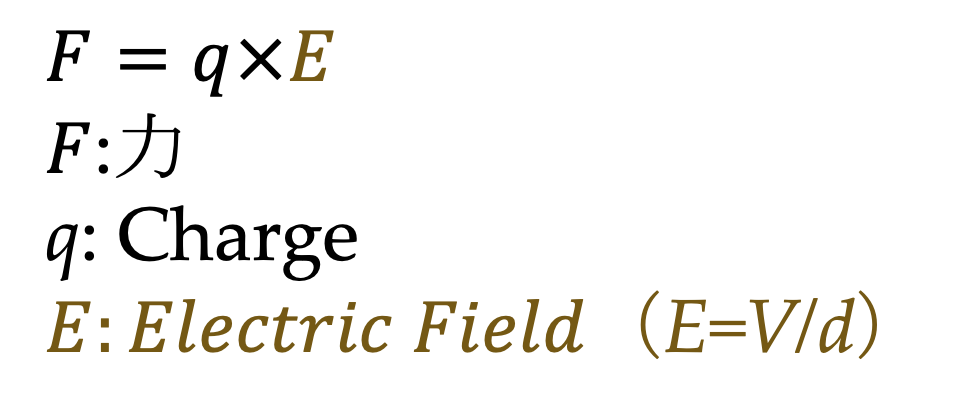 F = q×E
F:力
q: Charge
E: Electric Field（E=V/d）